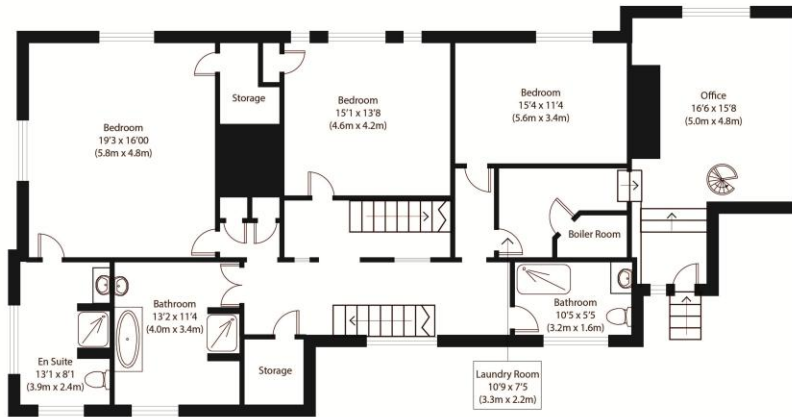 Bedroom
19'3 x 16'00
(5.8m x 4.8m)
Storage
Bedroom
15'1 x 13'8
(4.6m x 4.2m)
Bedroom
15'4 x 11'4
(5.6m x 3.4m)
Office
16'6 x 15'8
(5.0m x 4.8m)
Boiler Room
Bathroom
13'2 x 11'4
(4.0m x 3.4m)
Bathroom
10'5 x 5'5
(3.2m x 1.6m)
En Suite
13'1 x 8'1
(3.9m x 2.4m)
Storage
Laundry Room
10'9 x 7'5
(3.3m x 2.2m)